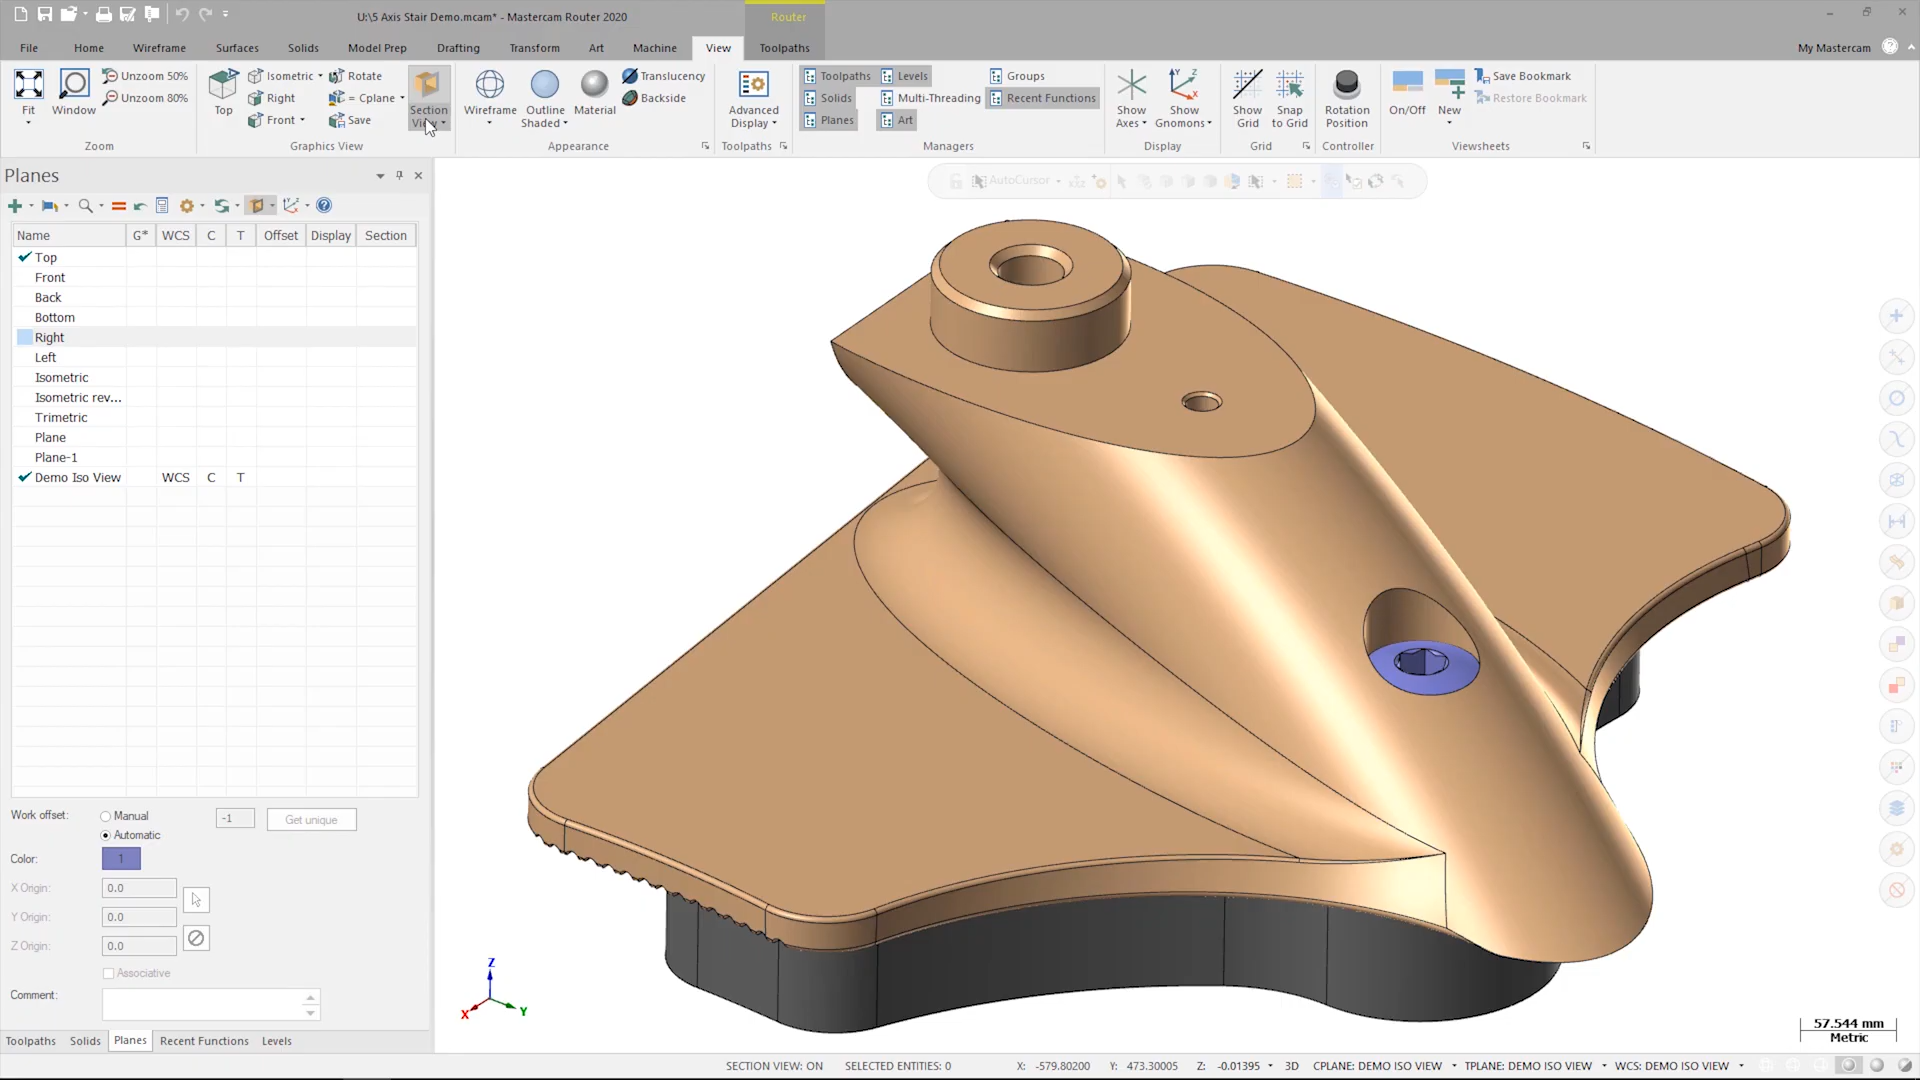 U:\5 Axis Stair Demo.mcam* - Mastercam Router 2020
Router
File Home Wireframe Surfaces Solids Model Prep Drafting Transform Art Machine View Toolpaths My Mastercam
Fit
Window
Unzoom 50%
Unzoom 80%
Zoom
Top
Isometric
Right
Front
Rotate
= Cplane
Save
Section
View
Graphics View
Wireframe
Outline
Shaded
Material
Translucency
Backside
Appearance
Advanced
Display
Toolpaths
Toolpaths
Solids
Planes
Levels
Multi-Threading
Art
Groups
Recent Functions
Managers
Show
Axes
Show
Gnomons
Display
Show
Grid
Snap
to Grid
Grid
Rotation
Position
Controller
On/Off
New
Save Bookmark
Restore Bookmark
Viewsheets
Planes
AutoCursor
Name G* WCS C T Offset Display Section
Top
Front
Back
Bottom
Right
Left
Isometric
Isometric rev...
Trimetric
Plane
Plane-1
Demo Iso View WCS C T
Work offset: Manual -1 Get unique
Automatic
Color: 1
X Origin: 0.0
Y Origin: 0.0
Z Origin: 0.0
Associative
Comment:
Z
X
Y
57.544 mm
Metric
Toolpaths Solids Planes Recent Functions Levels
SECTION VIEW: ON SELECTED ENTITIES: 0 X: -579.80200 Y: 473.30005 Z: -0.01395 3D CPLANE: DEMO ISO VIEW TPLANE: DEMO ISO VIEW WCS: DEMO ISO VIEW